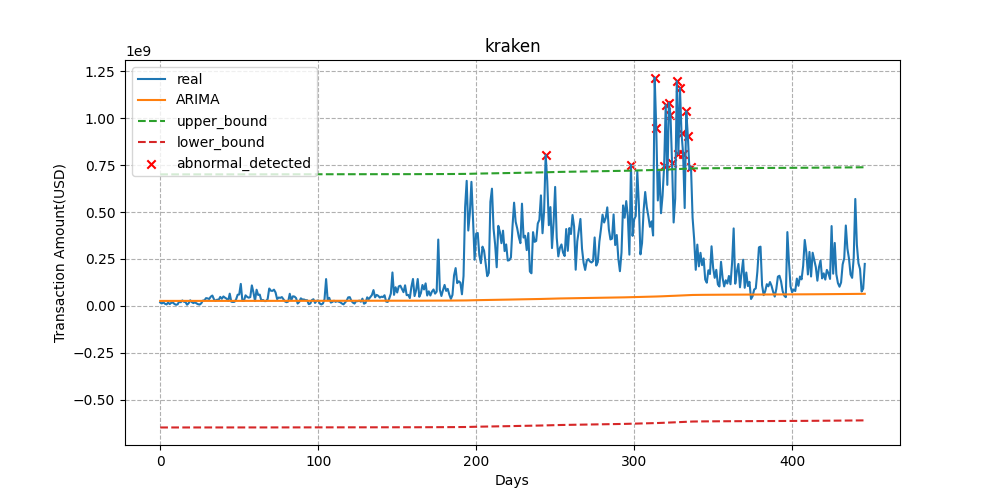 kraken
1e9
1.25
1.00
0.75
0.50
0.25
0.00
−0.25
−0.50
Transaction Amount(USD)
real
ARIMA
upper_bound
lower_bound
abnormal_detected
0
100
200
300
400
Days